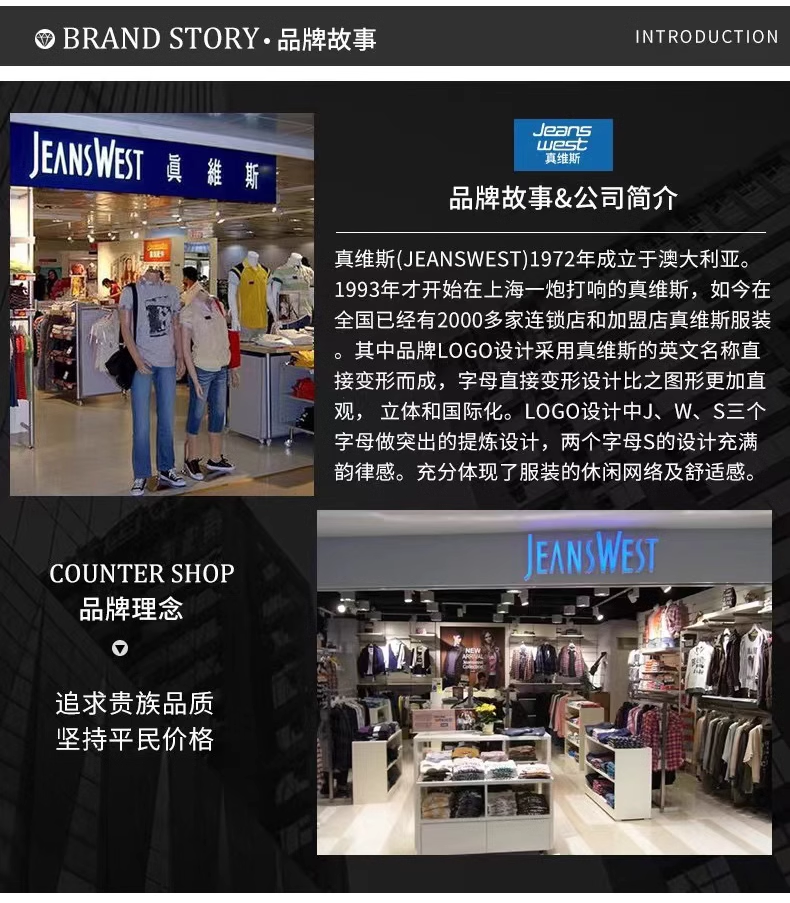 BRAND STORY • 品牌故事
INTRODUCTION
JEANSWEST 眞維斯
Jeans
west
真维斯
品牌故事&公司简介
真维斯(JEANSWEST)1972年成立于澳大利亚。
1993年才开始在上海一炮打响的真维斯，如今在
全国已经有2000多家连锁店和加盟店真维斯服装
。其中品牌LOGO设计采用真维斯的英文名称直
接变形而成，字母直接变形设计比之图形更加直
观， 立体和国际化。LOGO设计中J、W、S三个
字母做突出的提炼设计，两个字母S的设计充满
韵律感。充分体现了服装的休闲网络及舒适感。
COUNTER SHOP
品牌理念
追求贵族品质
坚持平民价格
JEANSWEST
NEW
ARRIVAL